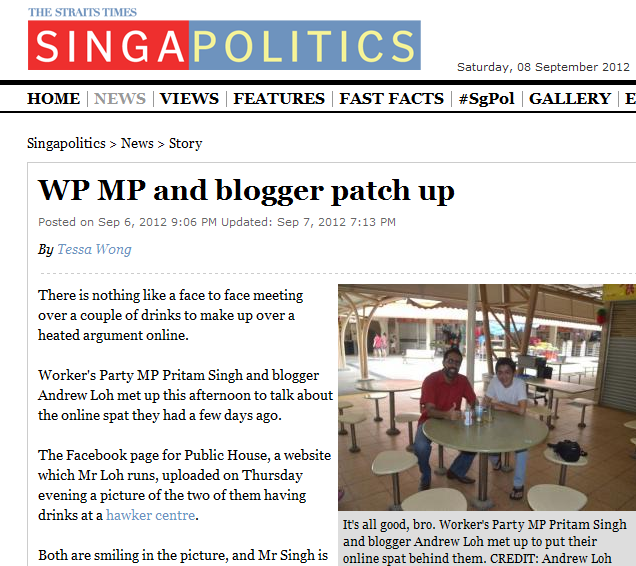 THE STRAITS TIMES
SINGAPOLITICS
Saturday, 08 September 2012
HOME | NEWS | VIEWS | FEATURES | FAST FACTS | #SgPol | GALLERY | E
Singapolitics > News > Story
WP MP and blogger patch up
Posted on Sep 6, 2012 9:06 PM Updated: Sep 7, 2012 7:13 PM
By Tessa Wong
There is nothing like a face to face meeting
over a couple of drinks to make up over a
heated argument online.
Worker's Party MP Pritam Singh and blogger
Andrew Loh met up this afternoon to talk about
the online spat they had a few days ago.
The Facebook page for Public House, a website
which Mr Loh runs, uploaded on Thursday
evening a picture of the two of them having
drinks at a hawker centre.
Both are smiling in the picture, and Mr Singh is
It's all good, bro. Worker's Party MP Pritam Singh
and blogger Andrew Loh met up to put their
online spat behind them. CREDIT: Andrew Loh